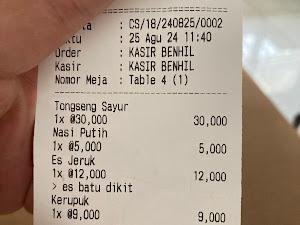 ta : CS/18/240825/0002
ktu : 25 Agu 24 11:40
Order : KASIR BENHIL
Kasir : KASIR BENHIL
Nomor Meja : Table 4 (1)
Tongseng Sayur
1x @30,000 30,000
Nasi Putih
1x @5,000 5,000
Es Jeruk
1x @12,000 12,000
> es batu dikit
Kerupuk
1x @9,000 9,000